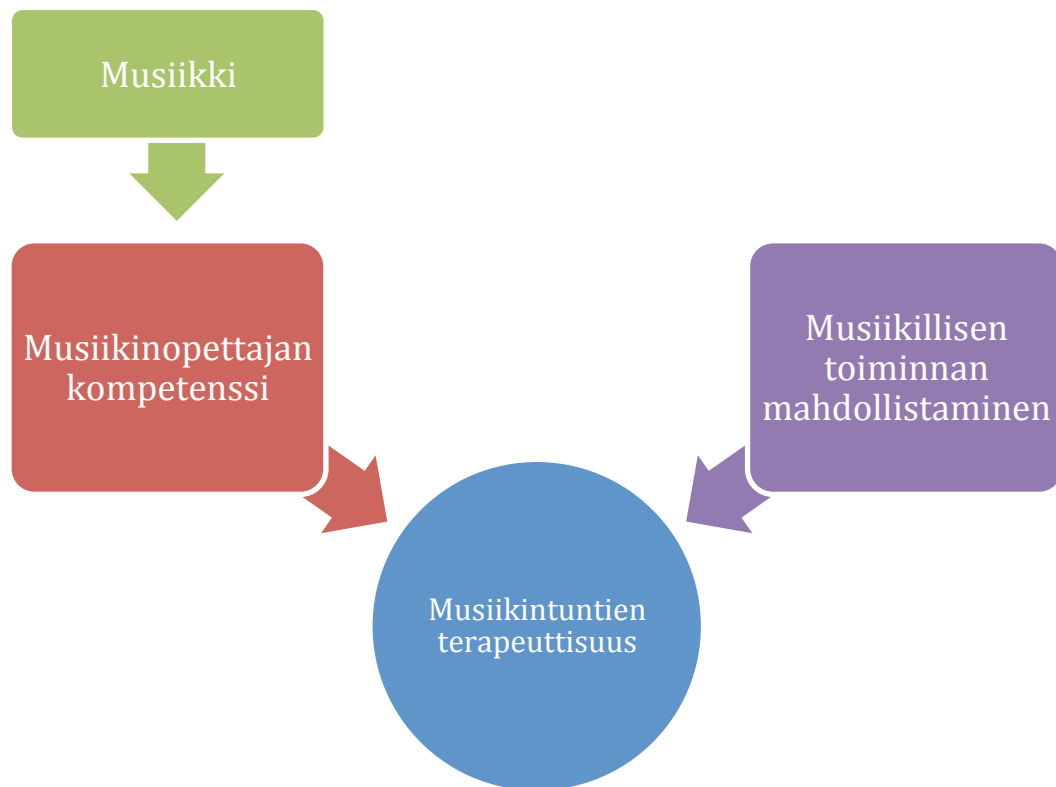 Musiikki
Musiikinopettajan
kompetenssi
Musiikillisen
toiminnan
mahdollistaminen
Musiikintuntien
terapeuttisuus